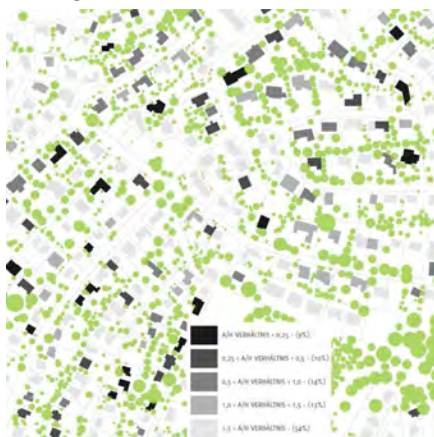 A/H VERHÄLTNIS < 0,25 - (9%)
0,25 < A/H VERHÄLTNIS < 0,5 - (10%)
0,5 < A/H VERHÄLTNIS < 1,0 - (14%)
1,0 < A/H VERHÄLTNIS < 1,5 - (13%)
1,5 < A/H VERHÄLTNIS - (54%)